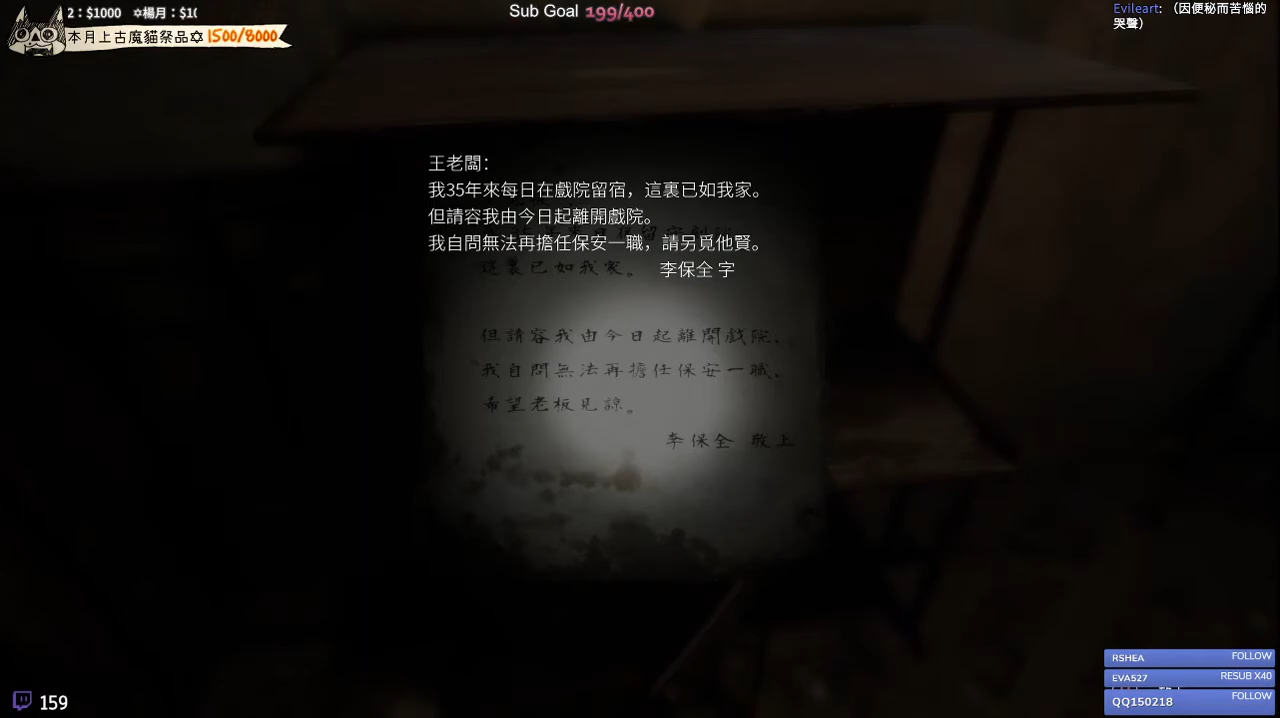 2：$1000 ✡楊月：$1(
本月上古魔貓祭品✡ 1500/8000
Sub Goal 199/400
Evileart: （因便秘而苦惱的
哭聲）
王老闆：
我35年來每日在戲院留宿，這裏已如我家。
但請容我由今日起離開戲院。
我自問無法再擔任保安一職，請另覓他賢。
李保全 字
這裏已如我家。
但請容我由今日起離開戲院、
我自問無法再擔任保安一職、
希望老板見諒。
李保全 敬上
RSHEA FOLLOW
EVA527 RESUB X40
QQ150218 FOLLOW
159